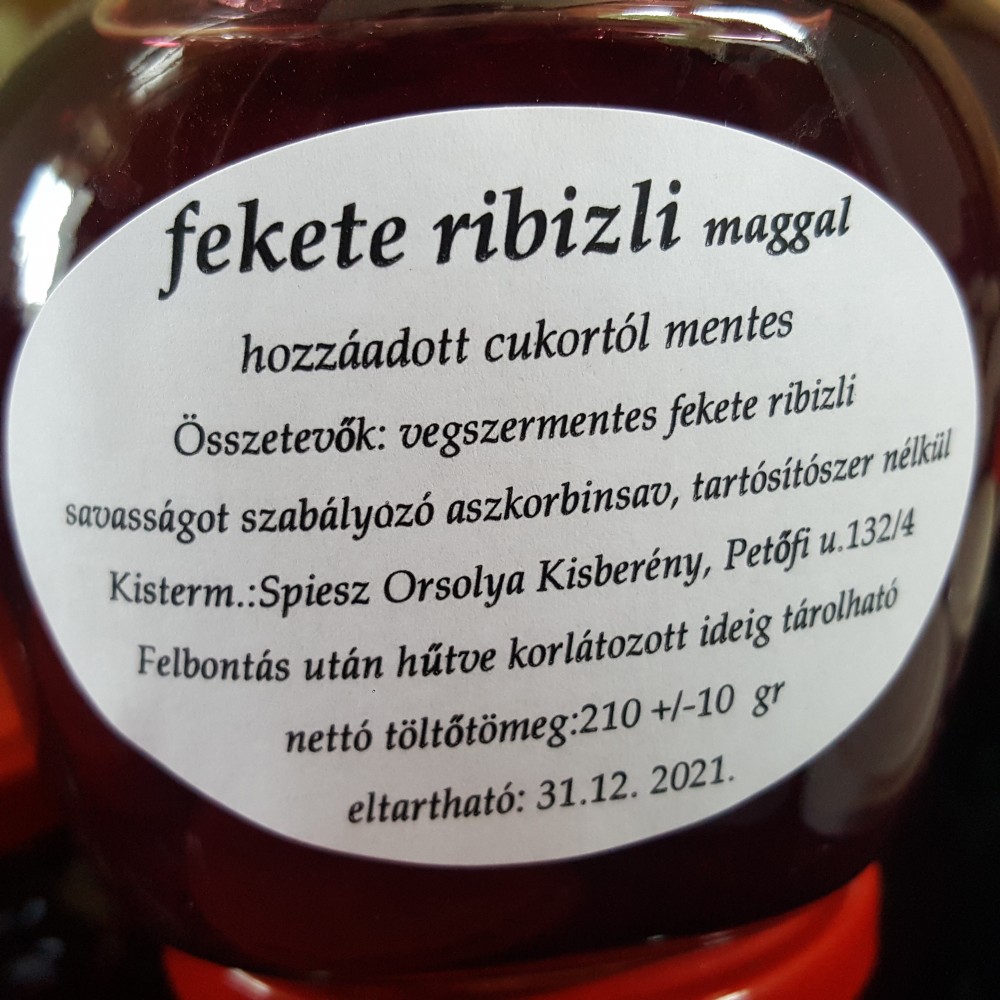 fekete ribizli maggal
hozzáadott cukortól mentes
Összetevők: vegszermentes fekete ribizli
savasságot szabályozó aszkorbinsav, tartósítószer nélkül
Kisterm.:Spiesz Orsolya Kisberény, Petőfi u.132/4
Felbontás után hűtve korlátozott ideig tárolható
nettó töltőtömeg:210 +/-10 gr
eltartható: 31.12. 2021.